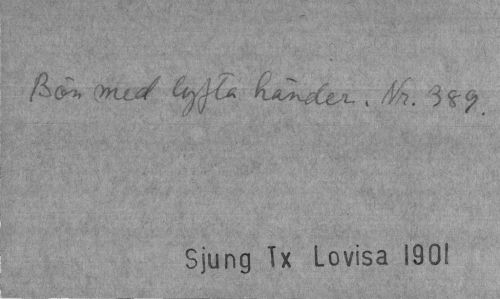 Bön med lyfta händer. Nr. 389.
Sjung Tx Lovisa 1901